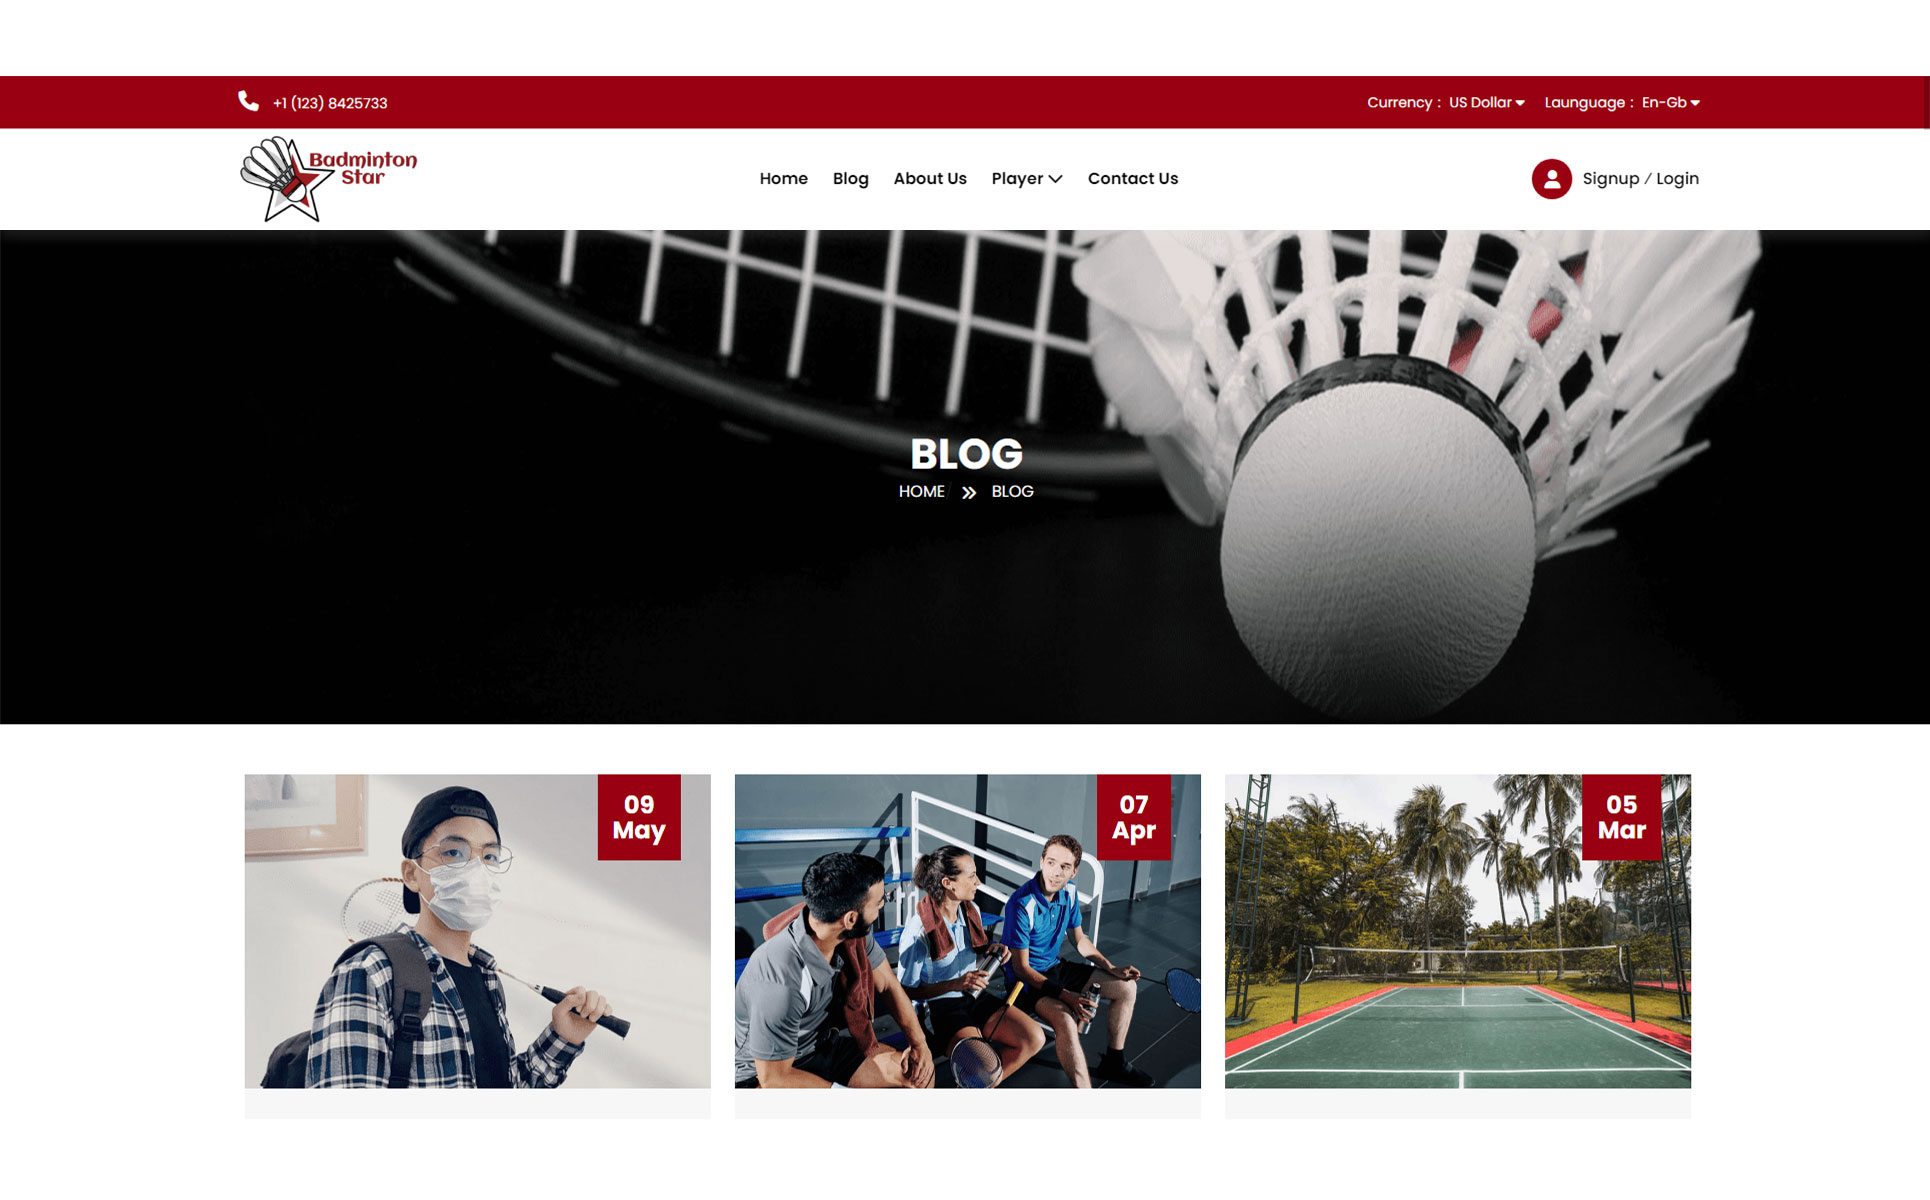 +1 (123) 8425733
Currency : US Dollar
Launguage : En-Gb
Badminton
Star
Home
Blog
About Us
Player
Contact Us
Signup / Login
BLOG
HOME
BLOG
09
May
07
Apr
05
Mar